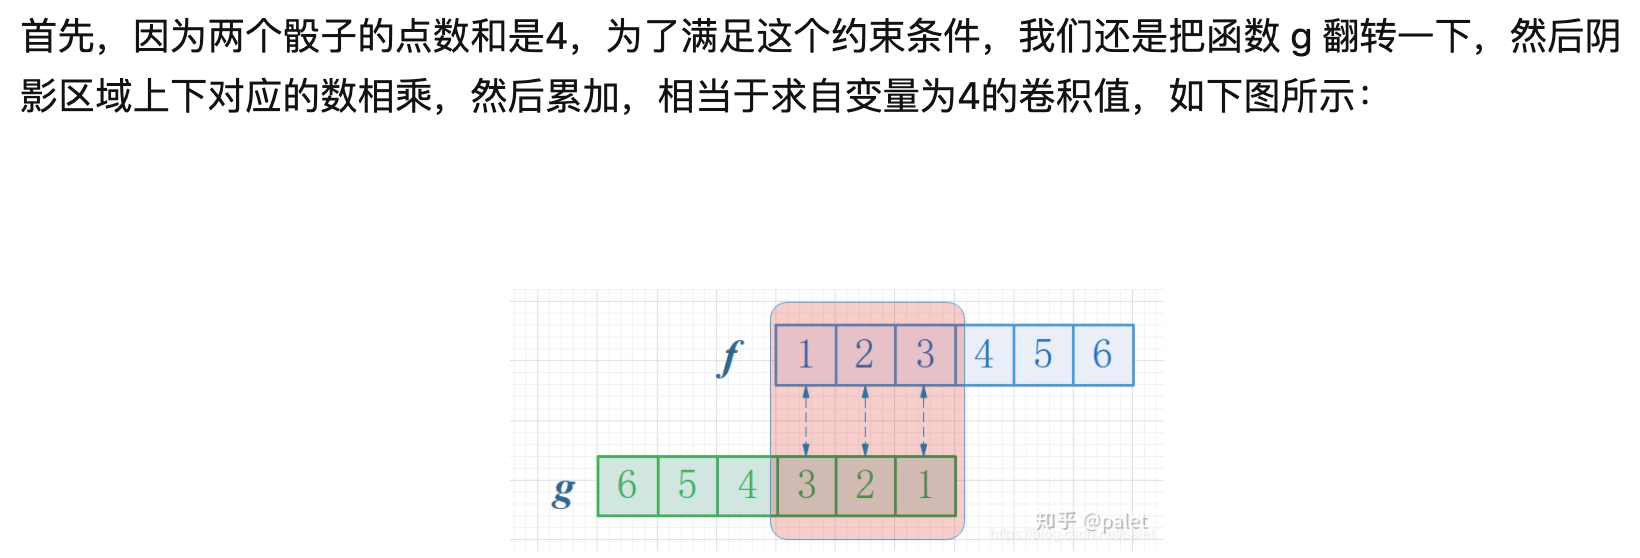 首先，因为两个骰子的点数和是4，为了满足这个约束条件，我们还是把函数 g 翻转一下，然后阴
影区域上下对应的数相乘，然后累加，相当于求自变量为4的卷积值，如下图所示：
f 1 2 3 4 5 6
g 6 5 4 3 2 1
知乎 @palet